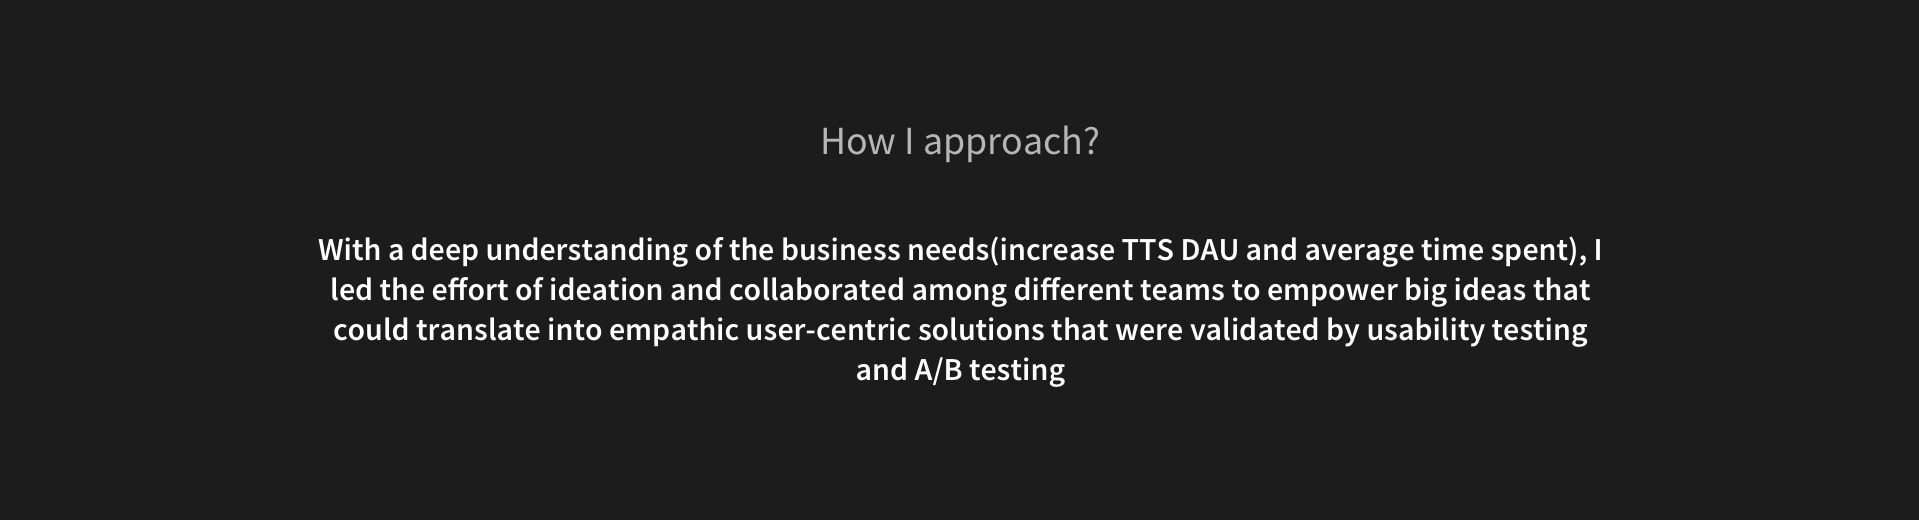 How I approach?
With a deep understanding of the business needs(increase TTS DAU and average time spent), I
led the effort of ideation and collaborated among different teams to empower big ideas that
could translate into empathic user-centric solutions that were validated by usability testing
and A/B testing